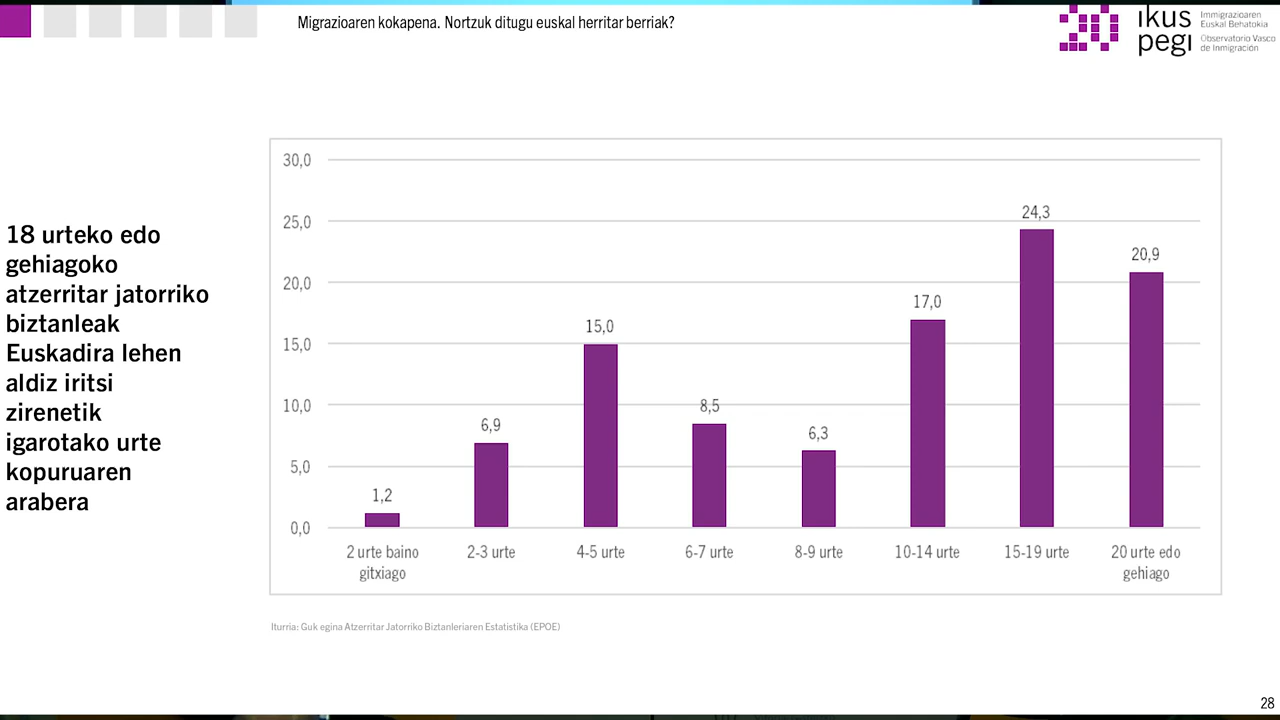 Migrazioaren kokapena. Nortzuk ditugu euskal herritar berriak?
20
ikus
pegi
Immigrazioaren
Euskal Behatokia
Observatorio Vasco
de Inmigración
18 urteko edo
gehiagoko
atzerritar jatorriko
biztanleak
Euskadira lehen
aldiz iritsi
zirenetik
igarotako urte
kopuruaren
arabera
30,0
25,0
20,0
15,0
10,0
5,0
0,0
1,2
6,9
15,0
8,5
6,3
17,0
24,3
20,9
2 urte baino
gitxiago
2-3 urte
4-5 urte
6-7 urte
8-9 urte
10-14 urte
15-19 urte
20 urte edo
gehiago
Iturria: Guk egina Atzerritar Jatorriko Biztanleriaren Estatistika (EPOE)
28